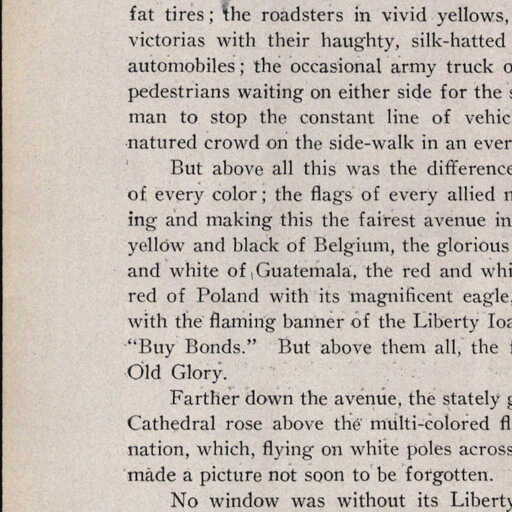 fat tires; the roadsters in vivid yellows,
victorias with their haughty, silk-hatted
automobiles; the occasional army truck
pedestrians waiting on either side for the
man to stop the constant line of vehic
natured crowd on the side-walk in an ever
But above all this was the difference
of every color; the flags of every allied
ing and making this the fairest avenue in
yellow and black of Belgium, the glorious
and white of Guatemala, the red and whi
red of Poland with its magnificent eagle,
with the flaming banner of the Liberty loa
“Buy Bonds.” But above them all, the
Old Glory.
Farther down the avenue, the stately
Cathedral rose above the multi-colored fl
nation, which, flying on white poles across
made a picture not soon to be forgotten.
No window was without its Liberty